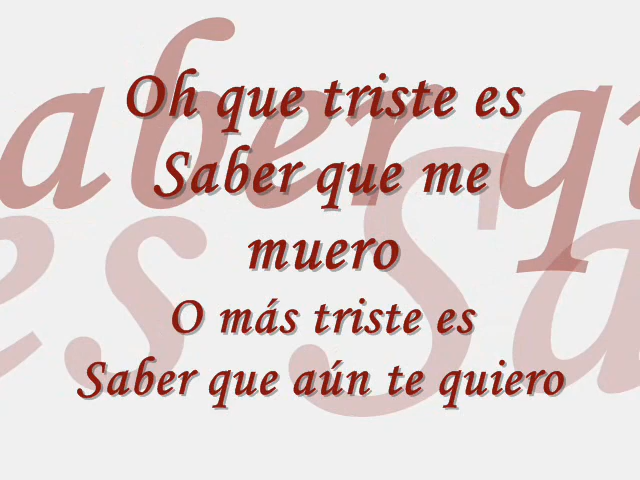 Oh que triste es
Saber que me
muero
O más triste es
Saber que aún te quiero